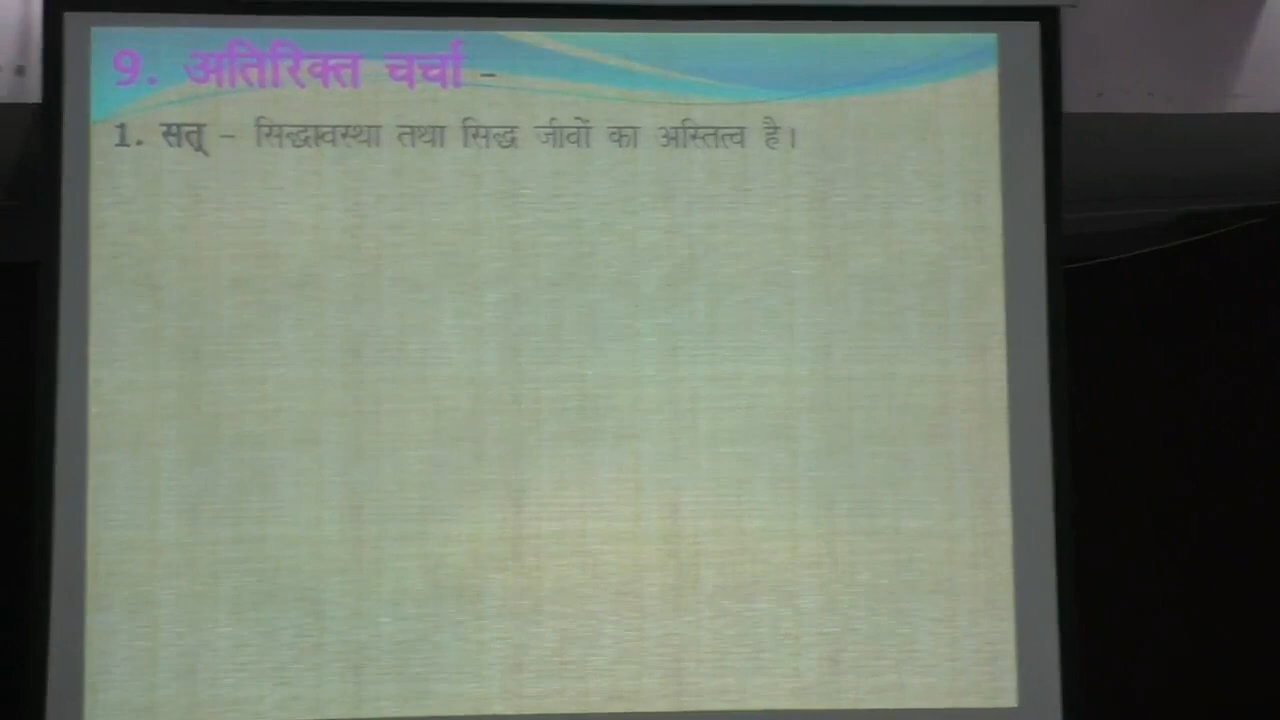 9. अतिरिक्त चर्चा –
1. सत् – सिद्धावस्था तथा सिद्ध जीवों का अस्तित्व है।